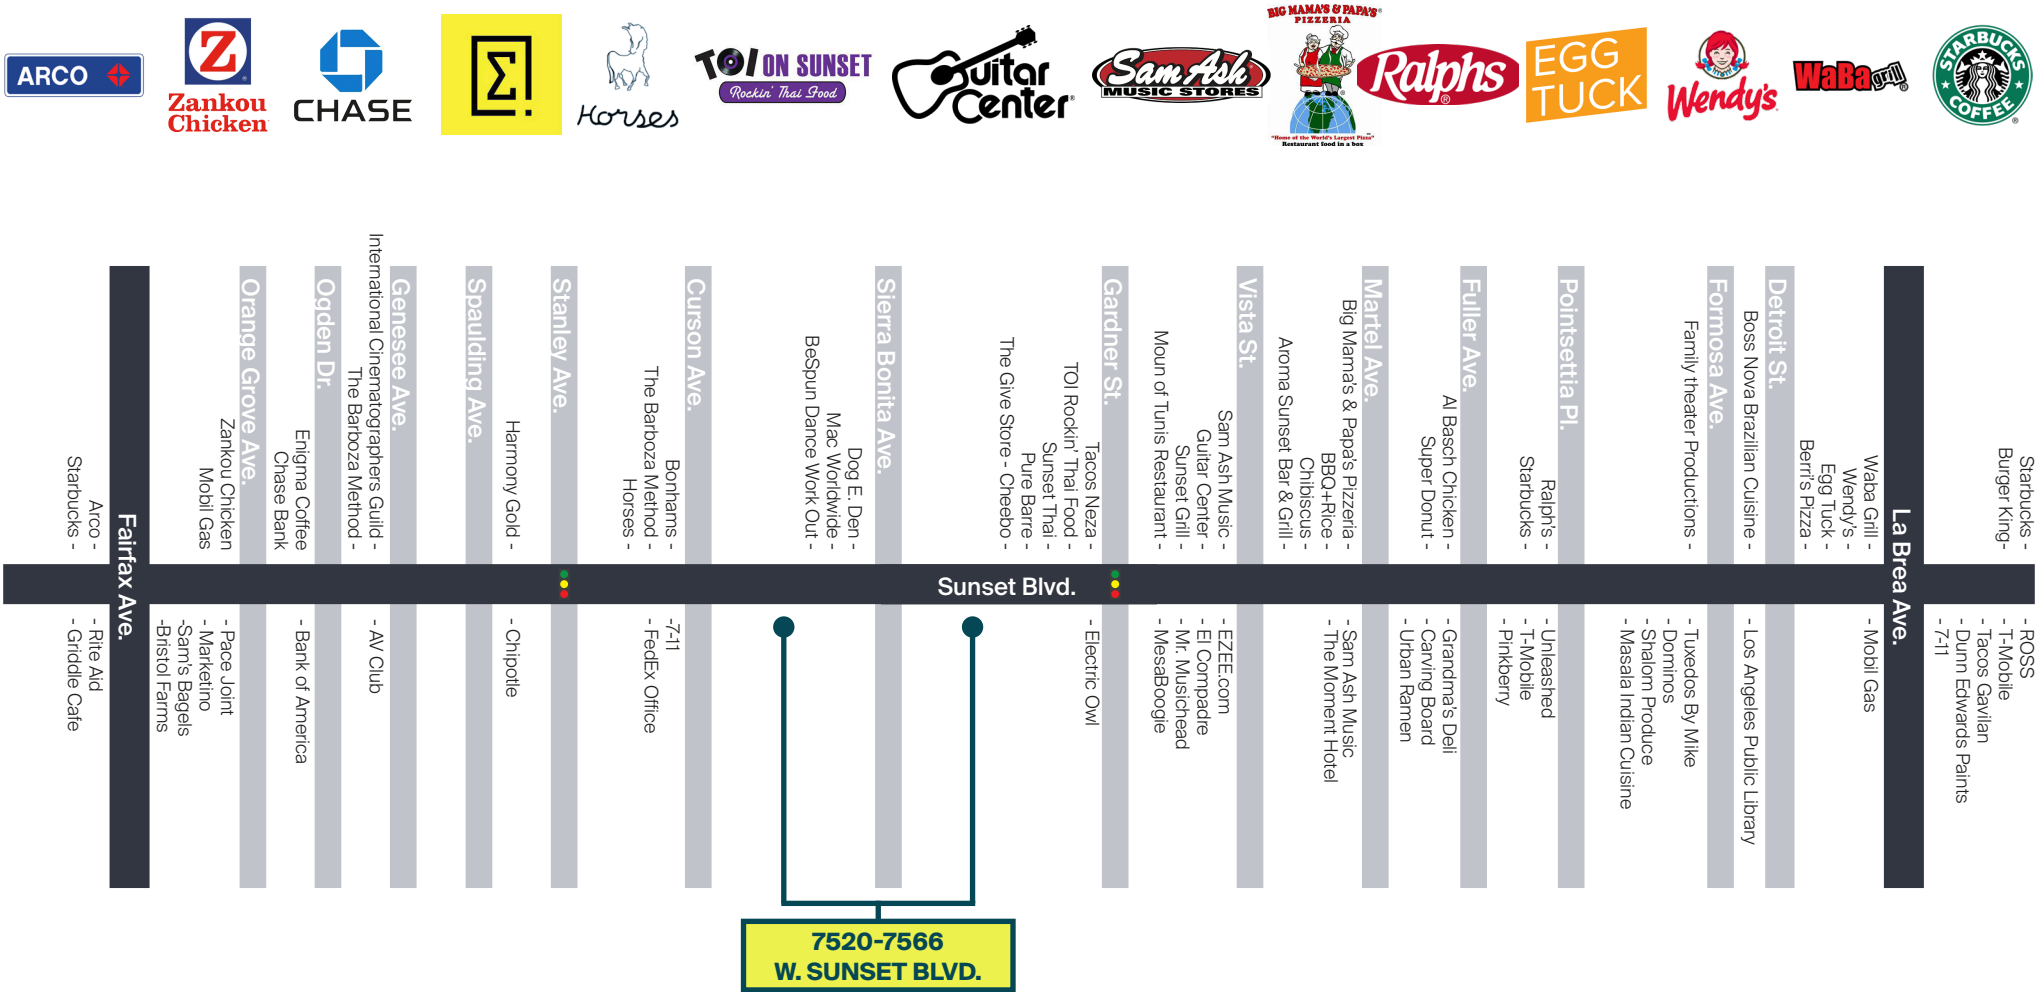 ARCO
Zankou
Chicken
CHASE
Horses
TOI ON SUNSET
Rockin' Thai Food
Guitar
Center
Sam Ash
MUSIC STORES
BIG MAMA'S & PAPA'S
PIZZERIA
"Home of the World's Largest Pizza"
Restaurant food in a box
Ralphs
EGG
TUCK
Wendy's
WaBa grill
STARBUCKS
COFFEE
Starbucks -
Arco -
Fairfax Ave.
Mobil Gas
Zankou Chicken
Orange Grove Ave.
Chase Bank
Enigma Coffee
Ogden Dr.
The Barboza Method -
International Cinematographers Guild -
Genesee Ave.
Spaulding Ave.
Harmony Gold -
Stanley Ave.
Horses -
The Barboza Method -
Bonhams -
Curson Ave.
BeSpun Dance Work Out -
Mac Worldwide -
Dog E. Den -
Sierra Bonita Ave.
The Give Store - Cheebo -
Pure Barre -
Sunset Thai -
TOI Rockin' Thai Food -
Tacos Neza -
Gardner St.
Moun of Tunis Restaurant -
Sunset Grill -
Guitar Center -
Sam Ash Music -
Vista St.
Aroma Sunset Bar & Grill -
Chibiscus -
BBQ+Rice -
Big Mama's & Papa's Pizzeria -
Martel Ave.
Super Donut -
Al Basch Chicken -
Fuller Ave.
Starbucks -
Ralph's -
Pointsettia Pl.
Family theater Productions -
Formosa Ave.
Boss Nova Brazilian Cuisine -
Detroit St.
Berri's Pizza -
Egg Tuck -
Wendy's -
Waba Grill -
La Brea Ave.
Burger King-
Starbucks -
Sunset Blvd.
- Griddle Cafe
- Rite Aid
-Bristol Farms
-Sam's Bagels
- Marketino
- Pace Joint
- Bank of America
- AV Club
- Chipotle
- FedEx Office
-7-11
- Electric Owl
- MesaBoogie
- Mr. Musichead
- El Compadre
- EZEE.com
- The Moment Hotel
- Sam Ash Music
- Urban Ramen
- Carving Board
- Grandma's Deli
- Pinkberry
- T-Mobile
- Unleashed
- Masala Indian Cuisine
- Shalom Produce
- Dominos
- Tuxedos By Mike
- Los Angeles Public Library
- Mobil Gas
- 7-11
- Dunn Edwards Paints
- Tacos Gavilan
- T-Mobile
- ROSS
7520-7566
W. SUNSET BLVD.